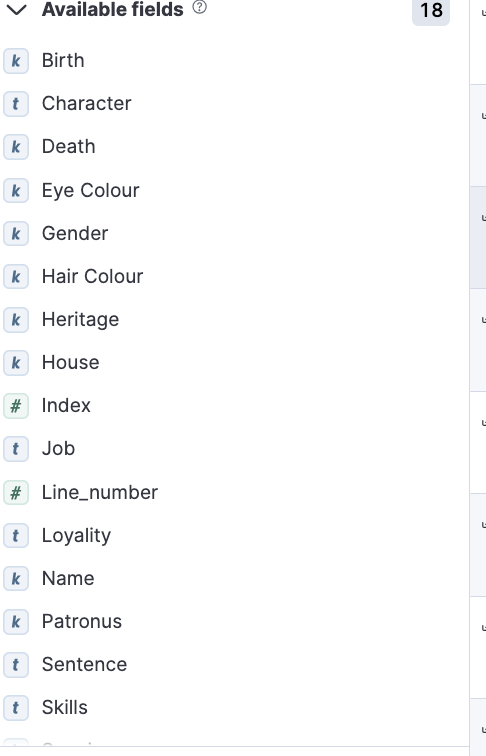 Available fields ? 18
k Birth
t Character
k Death
k Eye Colour
k Gender
k Hair Colour
k Heritage
k House
# Index
t Job
# Line_number
t Loyality
k Name
k Patronus
t Sentence
t Skills